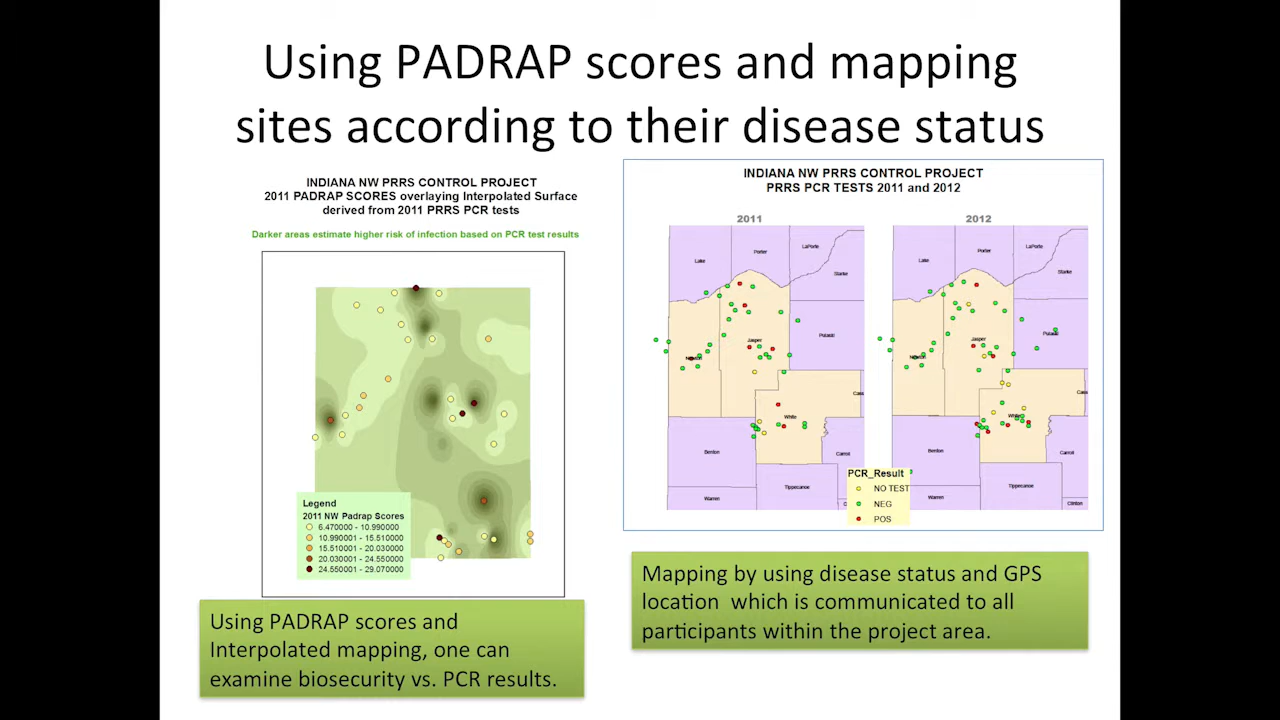 Using PADRAP scores and mapping
sites according to their disease status
INDIANA NW PRRS CONTROL PROJECT
2011 PADRAP SCORES overlaying Interpolated Surface
derived from 2011 PRRS PCR tests
Darker areas estimate higher risk of infection based on PCR test results
Legend
2011 NW Padrap Scores
6.470000 - 10.990000
10.990001 - 15.510000
15.510001 - 20.030000
20.030001 - 24.550000
24.550001 - 29.070000
Using PADRAP scores and
Interpolated mapping, one can
examine biosecurity vs. PCR results.
INDIANA NW PRRS CONTROL PROJECT
PRRS PCR TESTS 2011 and 2012
2011
Lake
Porter
LaPorte
Starke
Jasper
Pulaski
Newton
Cass
White
Benton
Carroll
Warren
Tippecanoe
2012
Lake
Porter
LaPorte
Starke
Jasper
Pulaski
Newton
Cass
White
Benton
Carroll
Warren
Tippecanoe
Clinton
PCR_Result
NO TEST
NEG
POS
Mapping by using disease status and GPS
location which is communicated to all
participants within the project area.